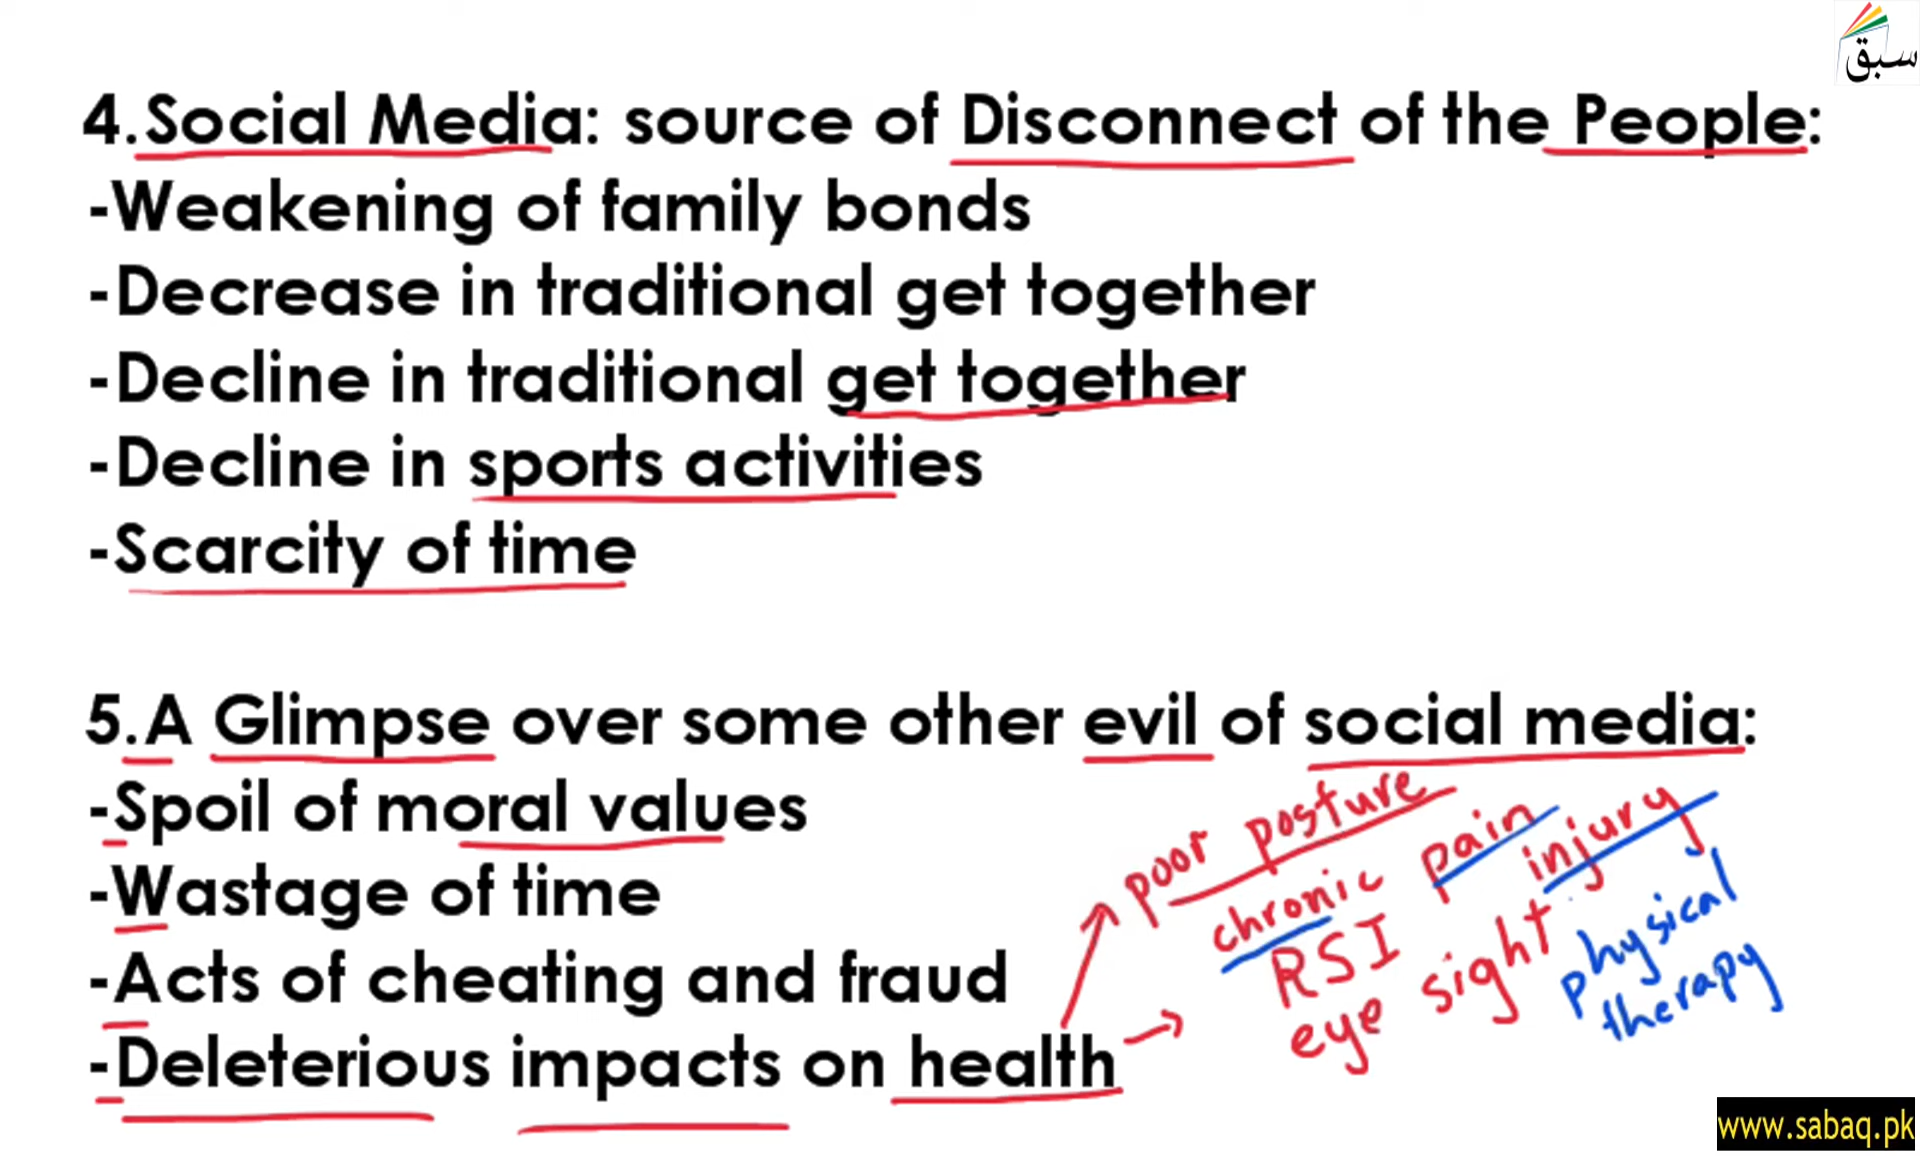 سبق
4.Social Media: source of Disconnect of the People:
-Weakening of family bonds
-Decrease in traditional get together
-Decline in traditional get together
-Decline in sports activities
-Scarcity of time
5.A Glimpse over some other evil of social media:
-Spoil of moral values
-Wastage of time
-Acts of cheating and fraud
-Deleterious impacts on health
poor posture
chronic pain
RSI injury
eye sight
physical
therapy
www.sabaq.pk